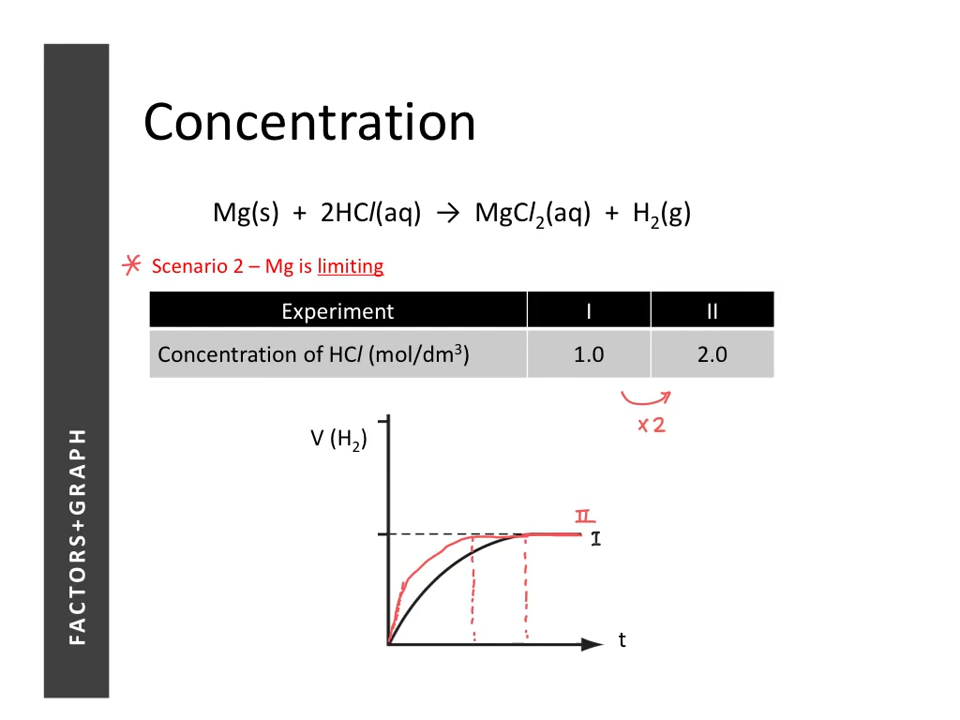 Concentration
Mg(s) + 2HCl(aq) → MgCl₂(aq) + H₂(g)
* Scenario 2 – Mg is limiting
Experiment I II
Concentration of HCl (mol/dm³) 1.0 2.0
x2
V (H₂)
II
I
t
FACTORS+GRAPH